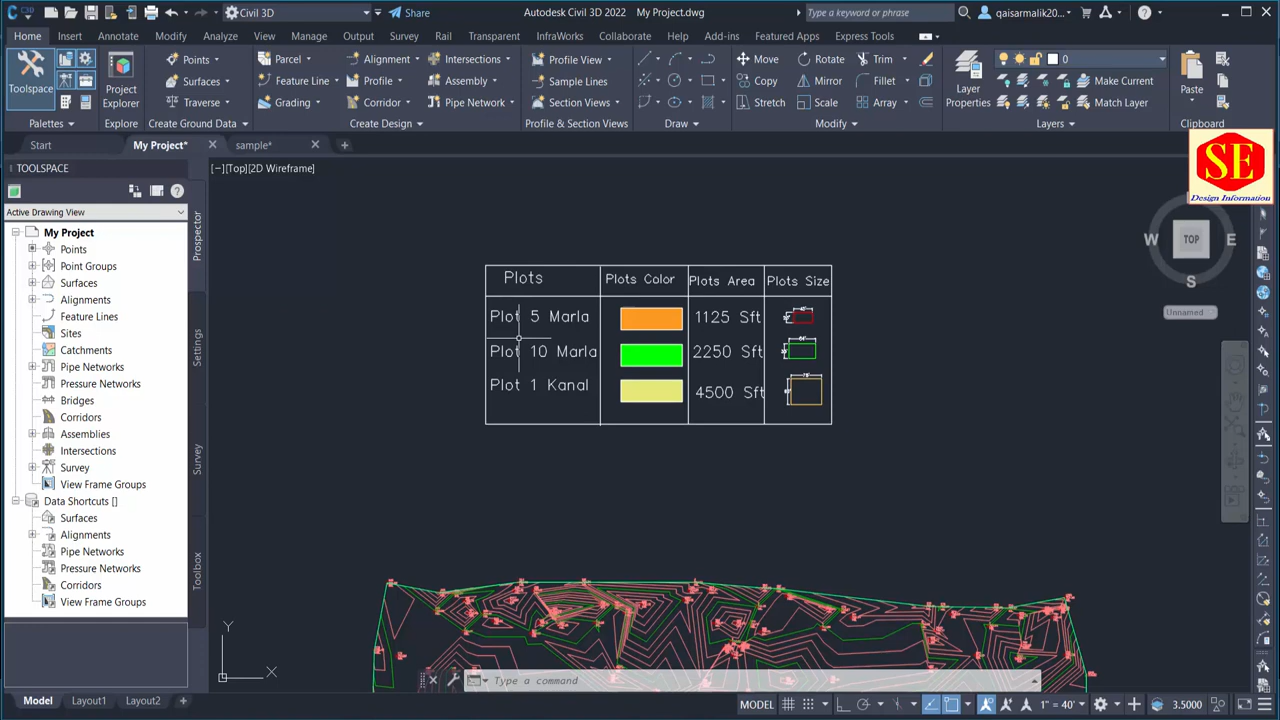 C3D
Civil 3D
Share
Autodesk Civil 3D 2022 My Project.dwg
Type a keyword or phrase
qaisarmalik20...
Home Insert Annotate Modify Analyze View Manage Output Survey Rail Transparent InfraWorks Collaborate Help Add-ins Featured Apps Express Tools
Toolspace
Palettes
Project
Explorer
Explore
Points
Surfaces
Traverse
Create Ground Data
Parcel
Feature Line
Grading
Alignment
Profile
Corridor
Intersections
Assembly
Pipe Network
Create Design
Profile View
Sample Lines
Section Views
Profile & Section Views
Draw
Move
Copy
Stretch
Rotate
Mirror
Scale
Trim
Fillet
Array
Modify
Layer
Properties
0
Make Current
Match Layer
Layers
Paste
Clipboard
Start
My Project*
sample*
SE
Design Information
TOOLSPACE
Active Drawing View
My Project
Points
Point Groups
Surfaces
Alignments
Feature Lines
Sites
Catchments
Pipe Networks
Pressure Networks
Bridges
Corridors
Assemblies
Intersections
Survey
View Frame Groups
Data Shortcuts []
Surfaces
Alignments
Pipe Networks
Pressure Networks
Corridors
View Frame Groups
Prospector
Settings
Survey
Toolbox
[−][Top][2D Wireframe]
W TOP E
S
Unnamed
Plots Plots Color Plots Area Plots Size
Plot 5 Marla 1125 Sft
Plot 10 Marla 2250 Sft
Plot 1 Kanal 4500 Sft
Y
X
Type a command
Model Layout1 Layout2
MODEL
1" = 40'
3.5000